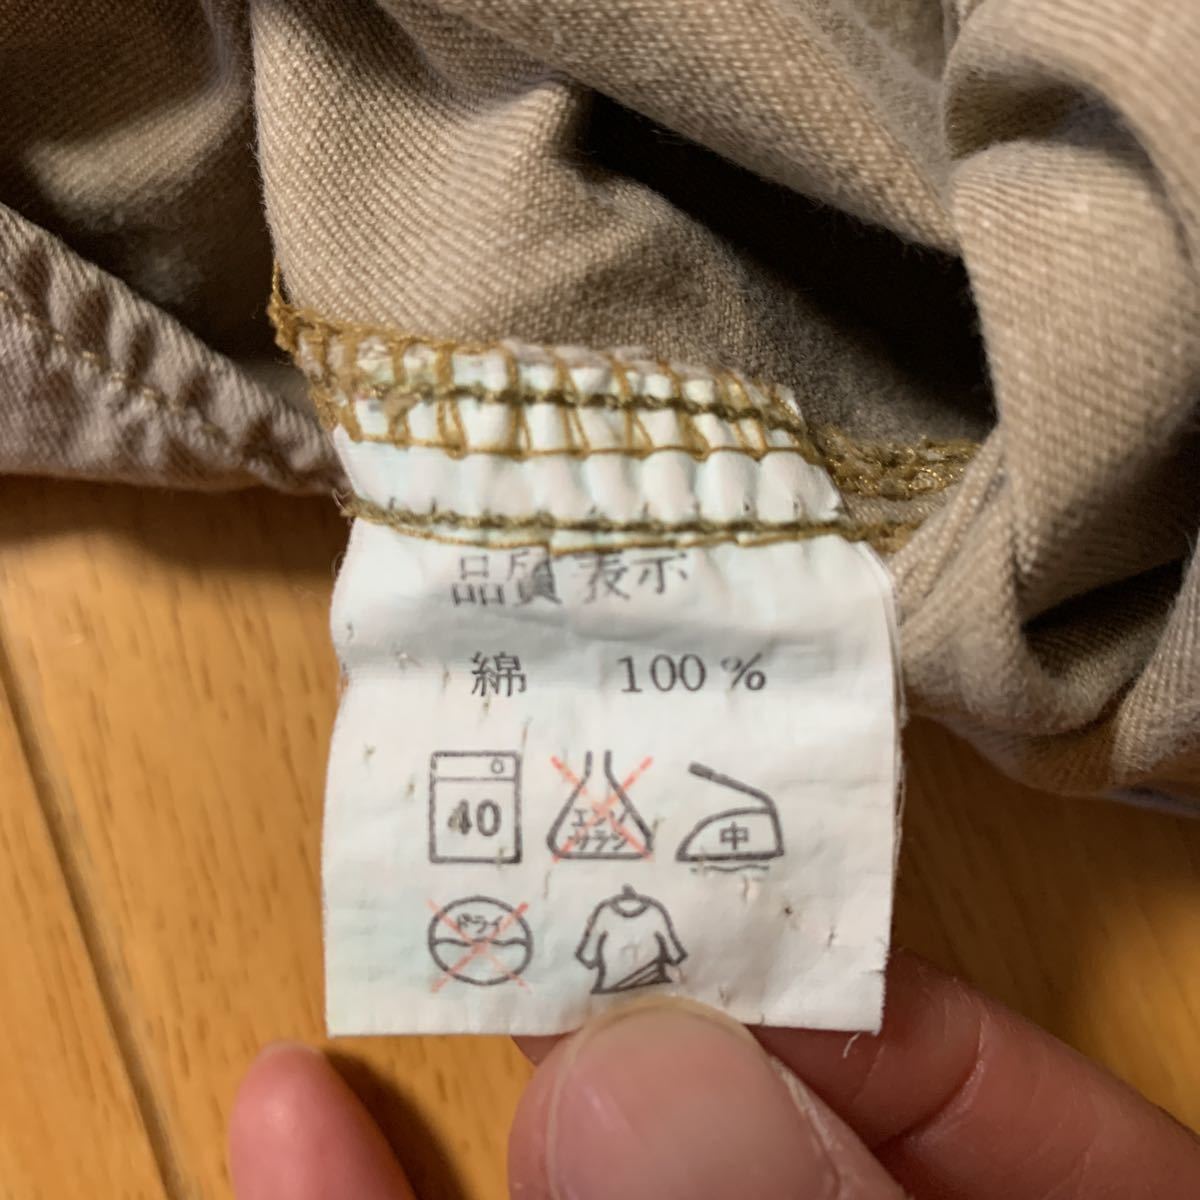 品質表示
綿 100%
40 エンソ サラシ 中
ドライ